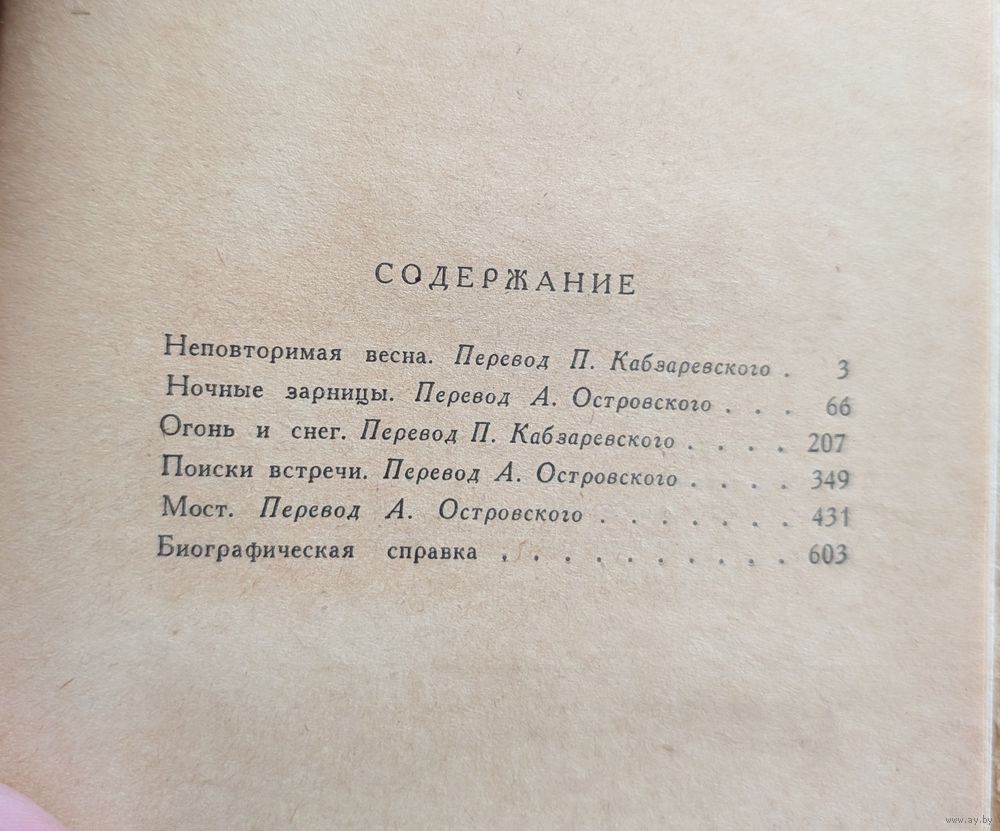 СОДЕРЖАНИЕ
Неповторимая весна. Перевод П. Кабзаревского . 3
Ночные зарницы. Перевод А. Островского . . . 66
Огонь и снег. Перевод П. Кабзаревского . . . . 207
Поиски встречи. Перевод А. Островского . . . . 349
Мост. Перевод А. Островского . . . . . . . 431
Биографическая справка . . . . . . . . . . 603
www.ay.by